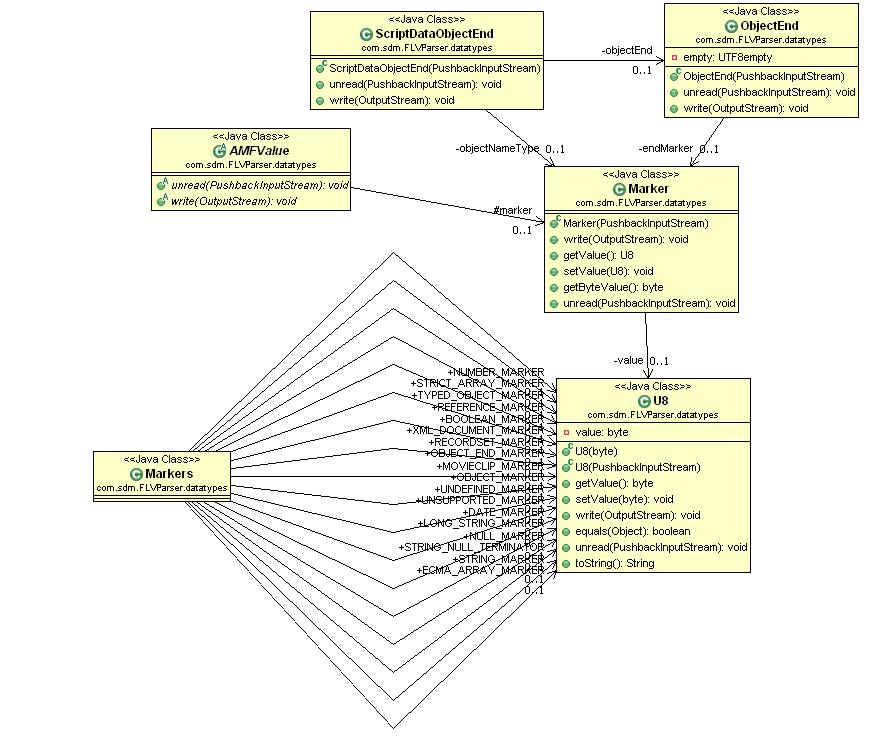 <<Java Class>>
ScriptDataObjectEnd
com.sdm.FLVParser.datatypes
ScriptDataObjectEnd(PushbackInputStream)
unread(PushbackInputStream): void
write(OutputStream): void
-objectEnd
0..1
<<Java Class>>
ObjectEnd
com.sdm.FLVParser.datatypes
empty: UTF8empty
ObjectEnd(PushbackInputStream)
unread(PushbackInputStream): void
write(OutputStream): void
<<Java Class>>
AMFValue
com.sdm.FLVParser.datatypes
unread(PushbackInputStream): void
write(OutputStream): void
-objectNameType
0..1
-endMarker
0..1
#marker
0..1
<<Java Class>>
Marker
com.sdm.FLVParser.datatypes
Marker(PushbackInputStream)
write(OutputStream): void
getValue(): U8
setValue(U8): void
getByteValue(): byte
unread(PushbackInputStream): void
-value
0..1
<<Java Class>>
Markers
com.sdm.FLVParser.datatypes
+NUMBER_MARKER
+STRICT_ARRAY_MARKER
+TYPED_OBJECT_MARKER
+REFERENCE_MARKER
+BOOLEAN_MARKER
+XML_DOCUMENT_MARKER
+RECORDSET_MARKER
+OBJECT_END_MARKER
+MOVIECLIP_MARKER
+OBJECT_MARKER
+UNDEFINED_MARKER
+UNSUPPORTED_MARKER
+DATE_MARKER
+LONG_STRING_MARKER
+NULL_MARKER
+STRING_NULL_TERMINATOR
+STRING_MARKER
+ECMA_ARRAY_MARKER
0..1
0..1
<<Java Class>>
U8
com.sdm.FLVParser.datatypes
value: byte
U8(byte)
U8(PushbackInputStream)
getValue(): byte
setValue(byte): void
write(OutputStream): void
equals(Object): boolean
unread(PushbackInputStream): void
toString(): String